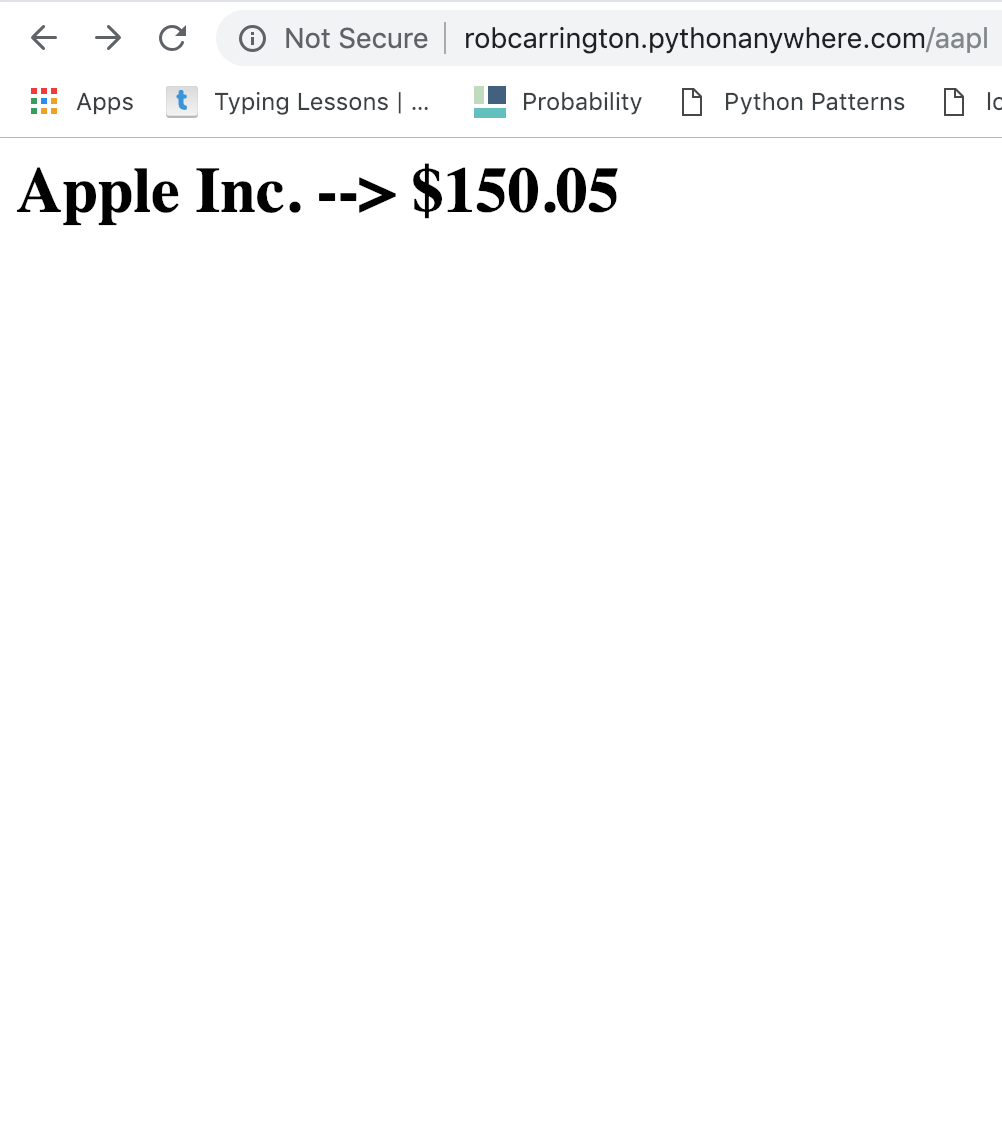 Not Secure | robcarrington.pythonanywhere.com/aapl
Apps Typing Lessons | ... Probability Python Patterns
Apple Inc. --> $150.05